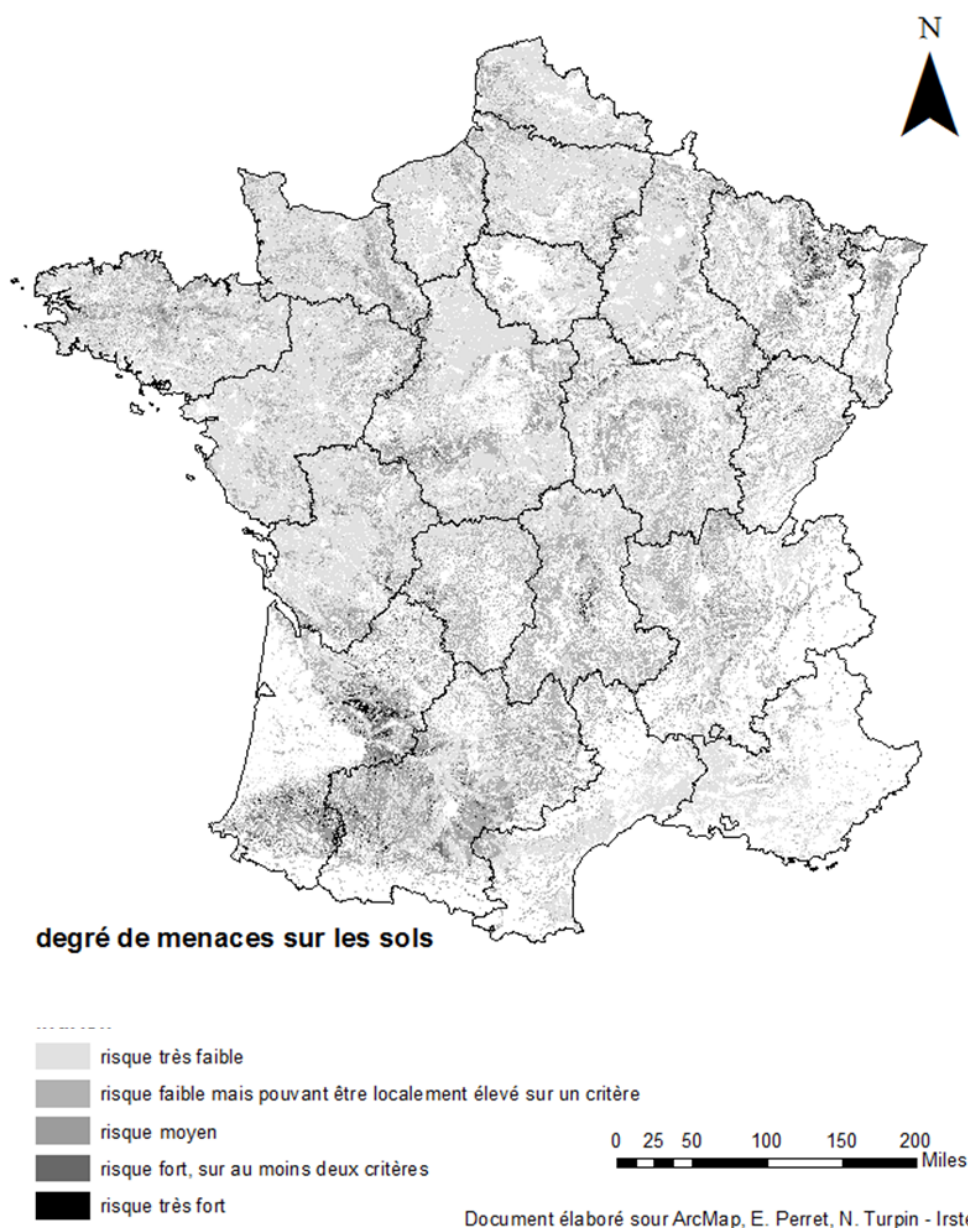 N
degré de menaces sur les sols
risque très faible
risque faible mais pouvant être localement élevé sur un critère
risque moyen
risque fort, sur au moins deux critères
risque très fort
0 25 50 100 150 200
Miles
Document élaboré sour ArcMap, E. Perret, N. Turpin - Irste